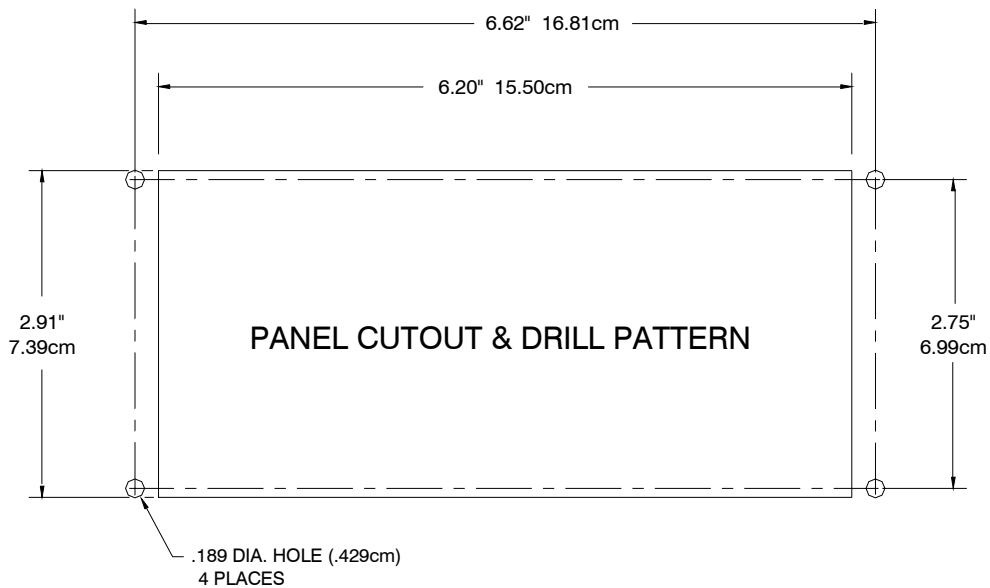 6.62" 16.81cm
6.20" 15.50cm
2.91"
7.39cm
PANEL CUTOUT & DRILL PATTERN
2.75"
6.99cm
.189 DIA. HOLE (.429cm)
4 PLACES